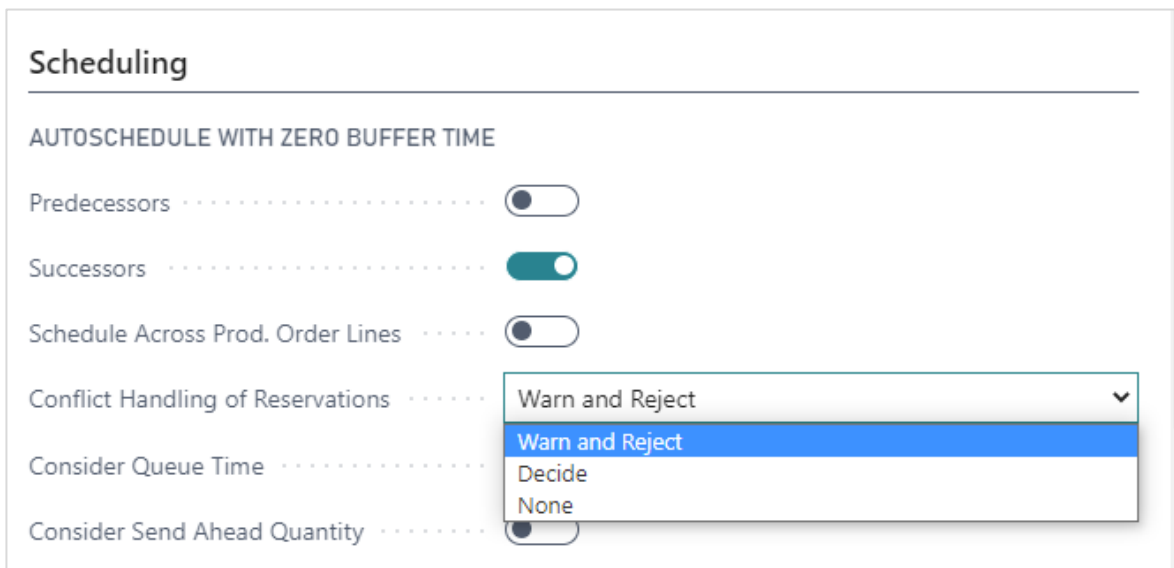 Scheduling
AUTOSCHEDULE WITH ZERO BUFFER TIME
Predecessors
Successors
Schedule Across Prod. Order Lines
Conflict Handling of Reservations Warn and Reject
Warn and Reject
Consider Queue Time
Decide
None
Consider Send Ahead Quantity